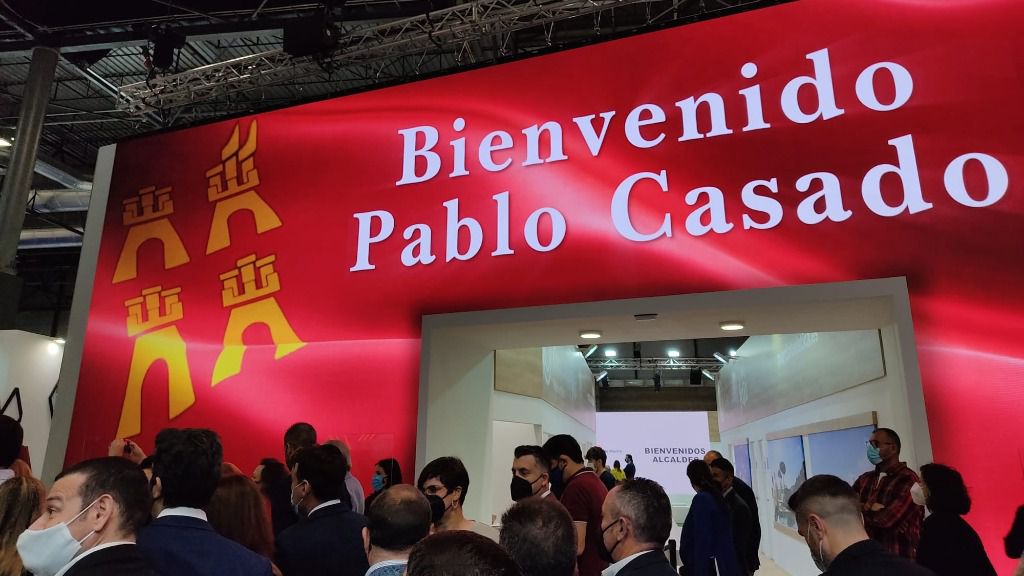 Bienvenido
Pablo Casado
BIENVENIDOS
ALCALDES